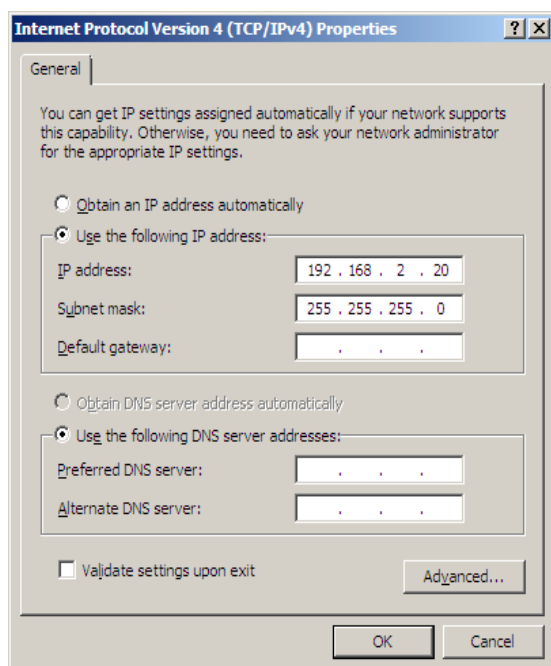 Internet Protocol Version 4 (TCP/IPv4) Properties
General
You can get IP settings assigned automatically if your network supports
this capability. Otherwise, you need to ask your network administrator
for the appropriate IP settings.
Obtain an IP address automatically
Use the following IP address:
IP address: 192 . 168 . 2 . 20
Subnet mask: 255 . 255 . 255 . 0
Default gateway: . . .
Obtain DNS server address automatically
Use the following DNS server addresses:
Preferred DNS server: . . .
Alternate DNS server: . . .
Validate settings upon exit
Advanced...
OK Cancel